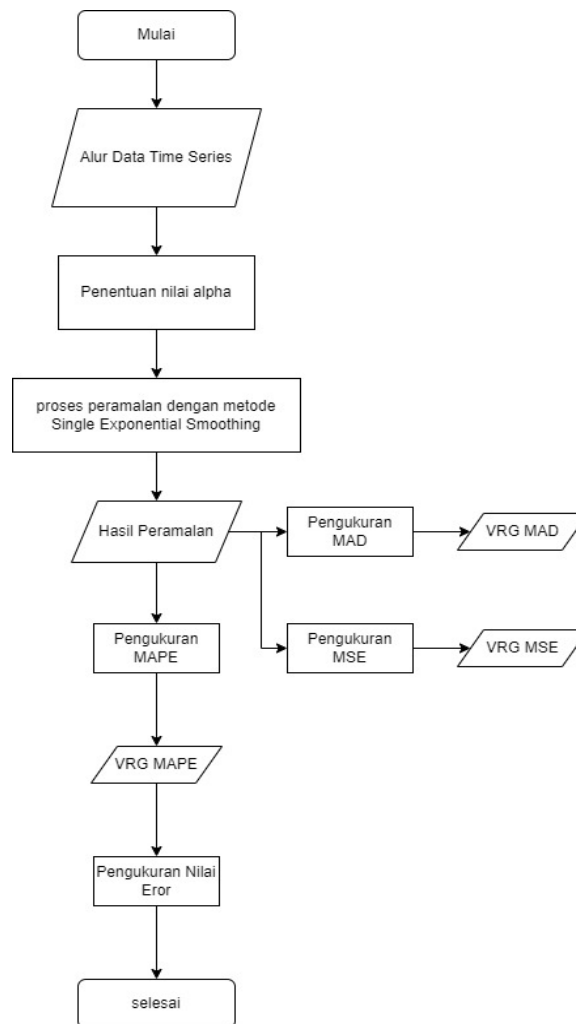 Mulai
Alur Data Time Series
Penentuan nilai alpha
proses peramalan dengan metode
Single Exponential Smoothing
Hasil Peramalan
Pengukuran
MAD
VRG MAD
Pengukuran
MAPE
Pengukuran
MSE
VRG MSE
VRG MAPE
Pengukuran Nilai
Eror
selesai